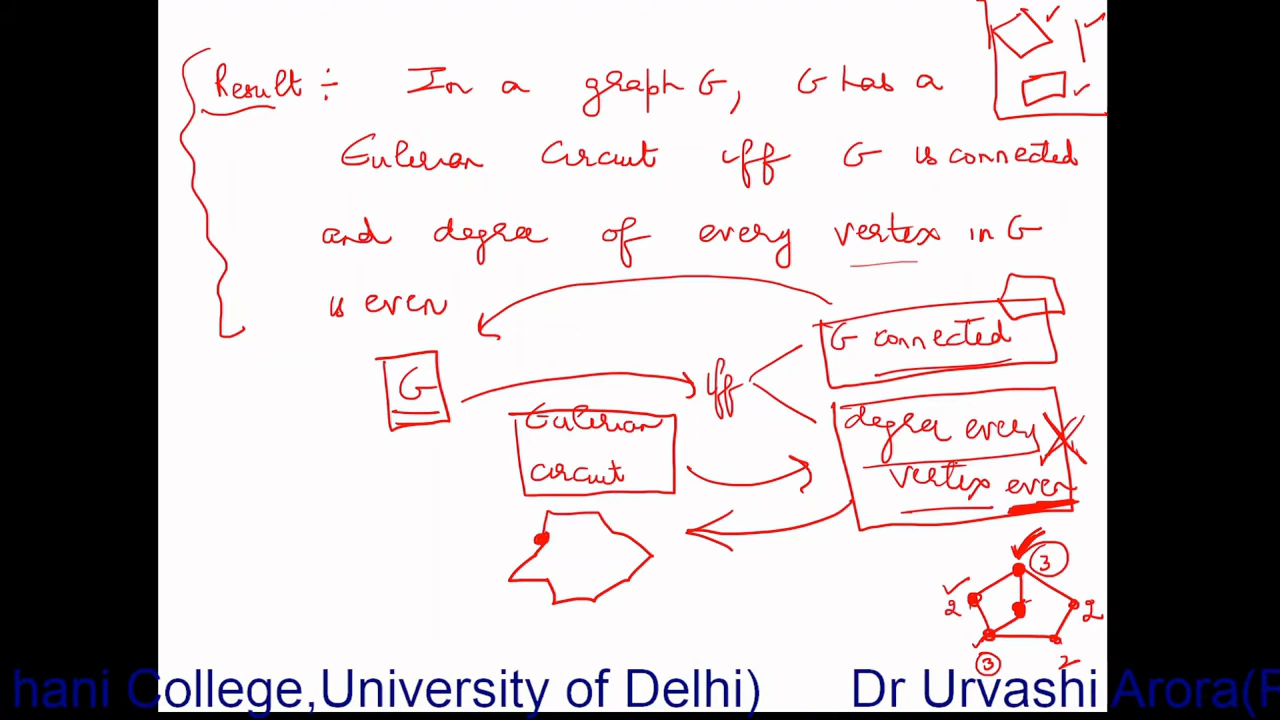 Result ÷ In a graph G, G has a
Eulerian Circuit iff G is connected
and degree of every vertex in G
is even
G connected
G
iff
Eulerian
circuit
degree every
vertex even
3
2
2
3
2
hani College,University of Delhi) Dr Urvashi Arora(R